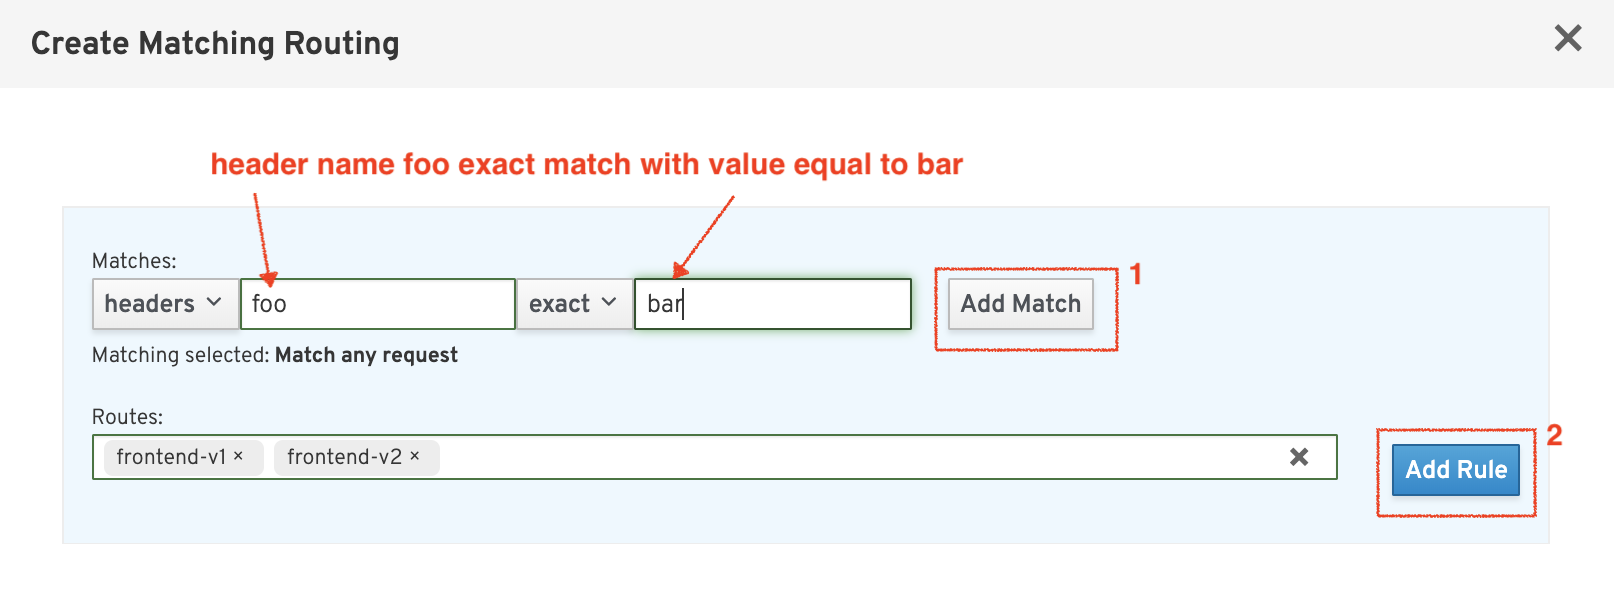 Create Matching Routing
header name foo exact match with value equal to bar
Matches:
headers foo exact bar Add Match 1
Matching selected: Match any request
Routes:
frontend-v1 × frontend-v2 × Add Rule 2